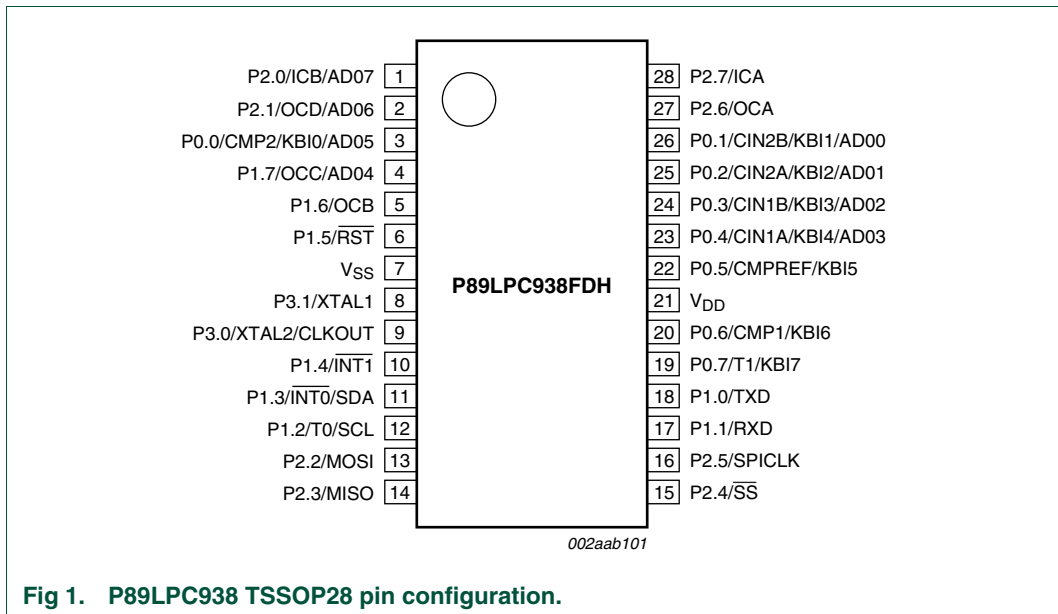 P2.0/ICB/AD07 1
P2.1/OCD/AD06 2
P0.0/CMP2/KBI0/AD05 3
P1.7/OCC/AD04 4
P1.6/OCB 5
P1.5/R̅S̅T̅ 6
VSS 7
P3.1/XTAL1 8
P3.0/XTAL2/CLKOUT 9
P1.4/I̅N̅T̅1̅ 10
P1.3/I̅N̅T̅0̅/SDA 11
P1.2/T0/SCL 12
P2.2/MOSI 13
P2.3/MISO 14
P89LPC938FDH
28 P2.7/ICA
27 P2.6/OCA
26 P0.1/CIN2B/KBI1/AD00
25 P0.2/CIN2A/KBI2/AD01
24 P0.3/CIN1B/KBI3/AD02
23 P0.4/CIN1A/KBI4/AD03
22 P0.5/CMPREF/KBI5
21 VDD
20 P0.6/CMP1/KBI6
19 P0.7/T1/KBI7
18 P1.0/TXD
17 P1.1/RXD
16 P2.5/SPICLK
15 P2.4/S̅S̅
002aab101
Fig 1. P89LPC938 TSSOP28 pin configuration.